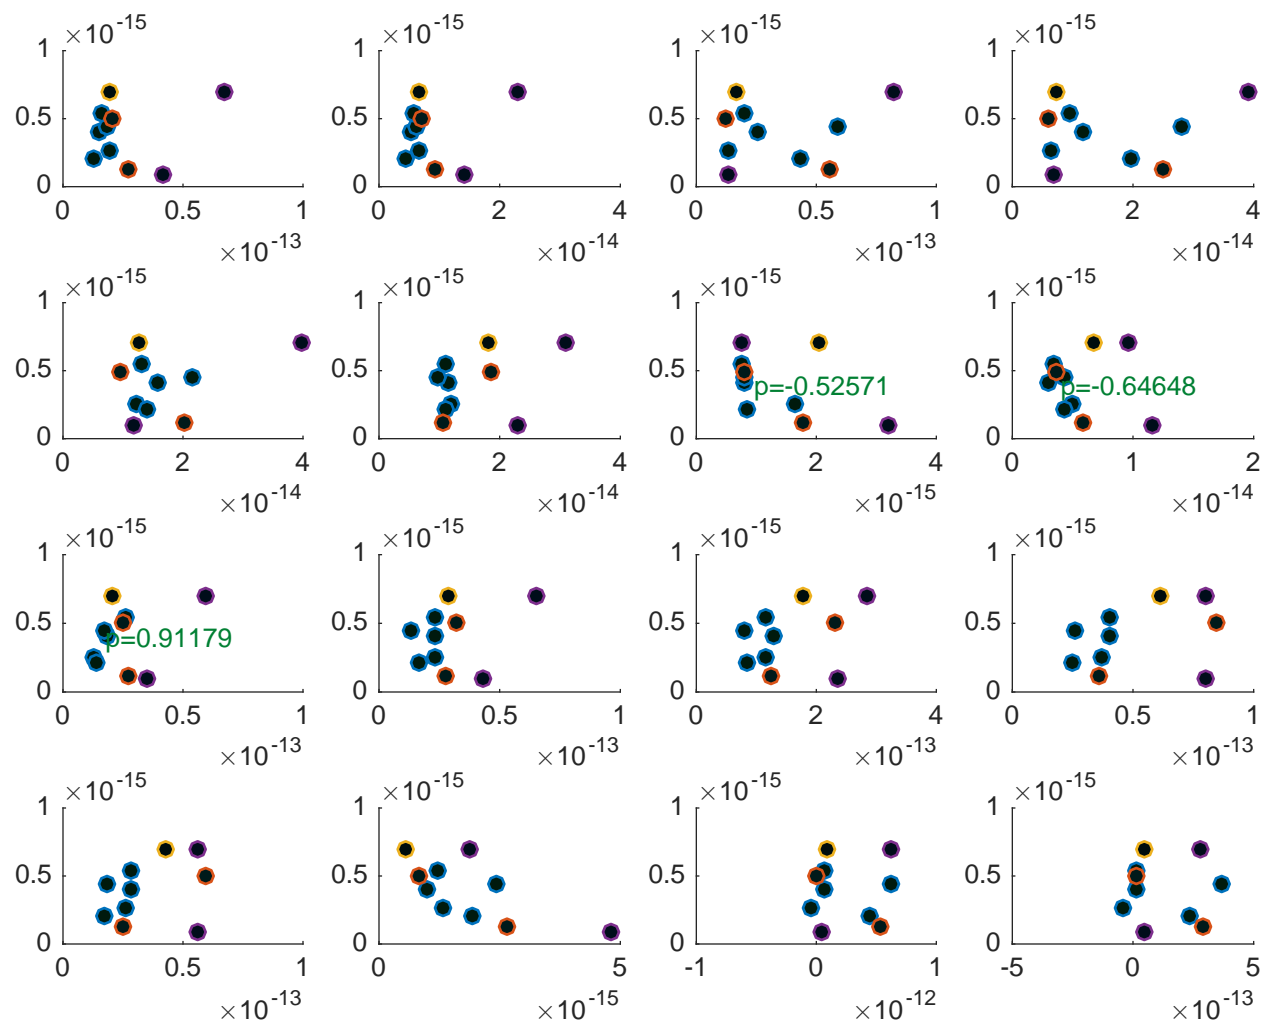 ×10-15 ×10-15 ×10-15 ×10-15
1 1 1 1
0.5 0.5 0.5 0.5
0 0 0 0
0 0.5 1 0 2 4 0 0.5 1 0 2 4
×10-13 ×10-14 ×10-13 ×10-14
×10-15 ×10-15 ×10-15 ×10-15
1 1 1 1
0.5 0.5 0.5 0.5
p=-0.52571 p=-0.64648
0 0 0 0
0 2 4 0 2 4 0 2 4 0 1 2
×10-14 ×10-14 ×10-15 ×10-14
×10-15 ×10-15 ×10-15 ×10-15
1 1 1 1
0.5 0.5 0.5 0.5
p=0.91179
0 0 0 0
0 0.5 1 0 0.5 1 0 2 4 0 0.5 1
×10-13 ×10-13 ×10-13 ×10-13
×10-15 ×10-15 ×10-15 ×10-15
1 1 1 1
0.5 0.5 0.5 0.5
0 0 0 0
0 0.5 1 0 5 -1 0 1 -5 0 5
×10-13 ×10-15 ×10-12 ×10-13